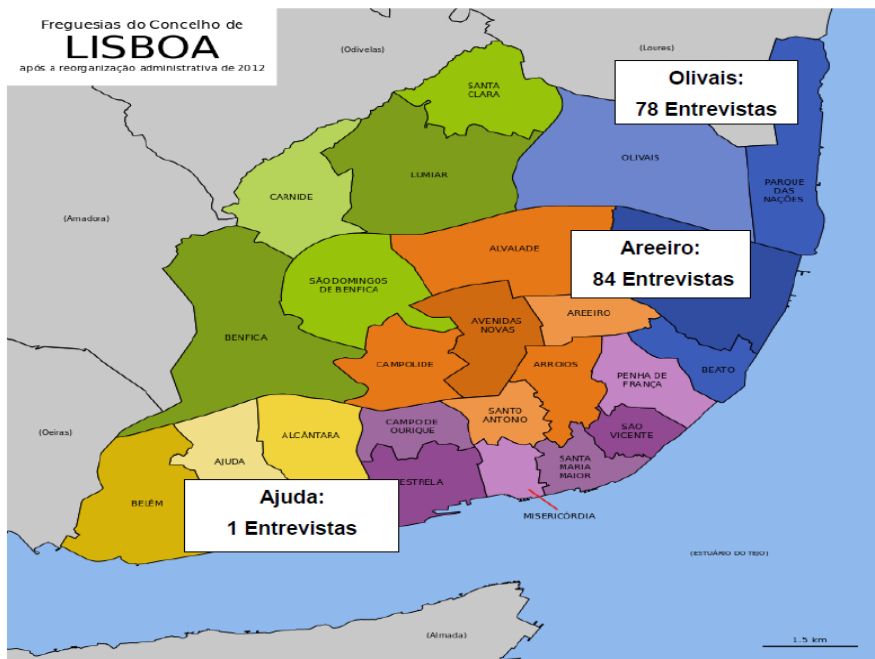 Freguesias do Concelho de
LISBOA
após a reorganização administrativa de 2012
(Odivelas)
(Loures)
Olivais:
78 Entrevistas
SANTA
CLARA
OLIVAIS
LUMIAR
PARQUE
DAS
NAÇÕES
CARNIDE
(Amadora)
ALVALADE
Areeiro:
84 Entrevistas
SÃO DOMINGOS
DE BENFICA
AREEIRO
AVENIDAS
NOVAS
BENFICA
CAMPOLIDE
ARROIOS
PENHA DE
FRANÇA
BEATO
SANTO
ANTÓNIO
CAMPO DE
OURIQUE
ALCÂNTARA
SÃO
VICENTE
(Oeiras)
AJUDA
SANTA
MARIA
MAIOR
ESTRELA
BELÉM
Ajuda:
1 Entrevistas
MISERICÓRDIA
(ESTUÁRIO DO TEJO)
(Almada)
1.5 km